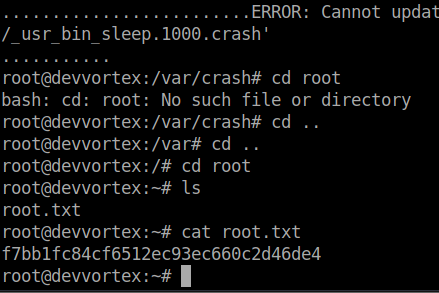 .........................ERROR: Cannot updat
/_usr_bin_sleep.1000.crash'
...........
root@devvortex:/var/crash# cd root
bash: cd: root: No such file or directory
root@devvortex:/var/crash# cd ..
root@devvortex:/var# cd ..
root@devvortex:/# cd root
root@devvortex:~# ls
root.txt
root@devvortex:~# cat root.txt
f7bb1fc84cf6512ec93ec660c2d46de4
root@devvortex:~#